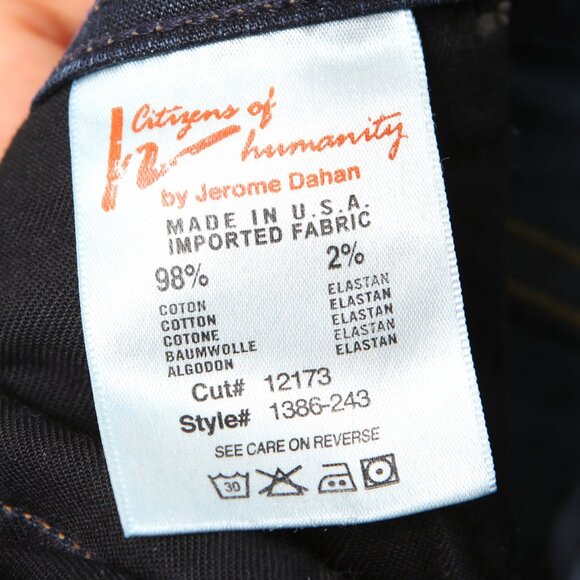 Citizens of
humanity
by Jerome Dahan
MADE IN U.S.A.
IMPORTED FABRIC
98% 2%
COTON ELASTAN
COTTON ELASTAN
COTONE ELASTAN
BAUMWOLLE ELASTAN
ALGODON ELASTAN
Cut# 12173
Style# 1386-243
SEE CARE ON REVERSE
30